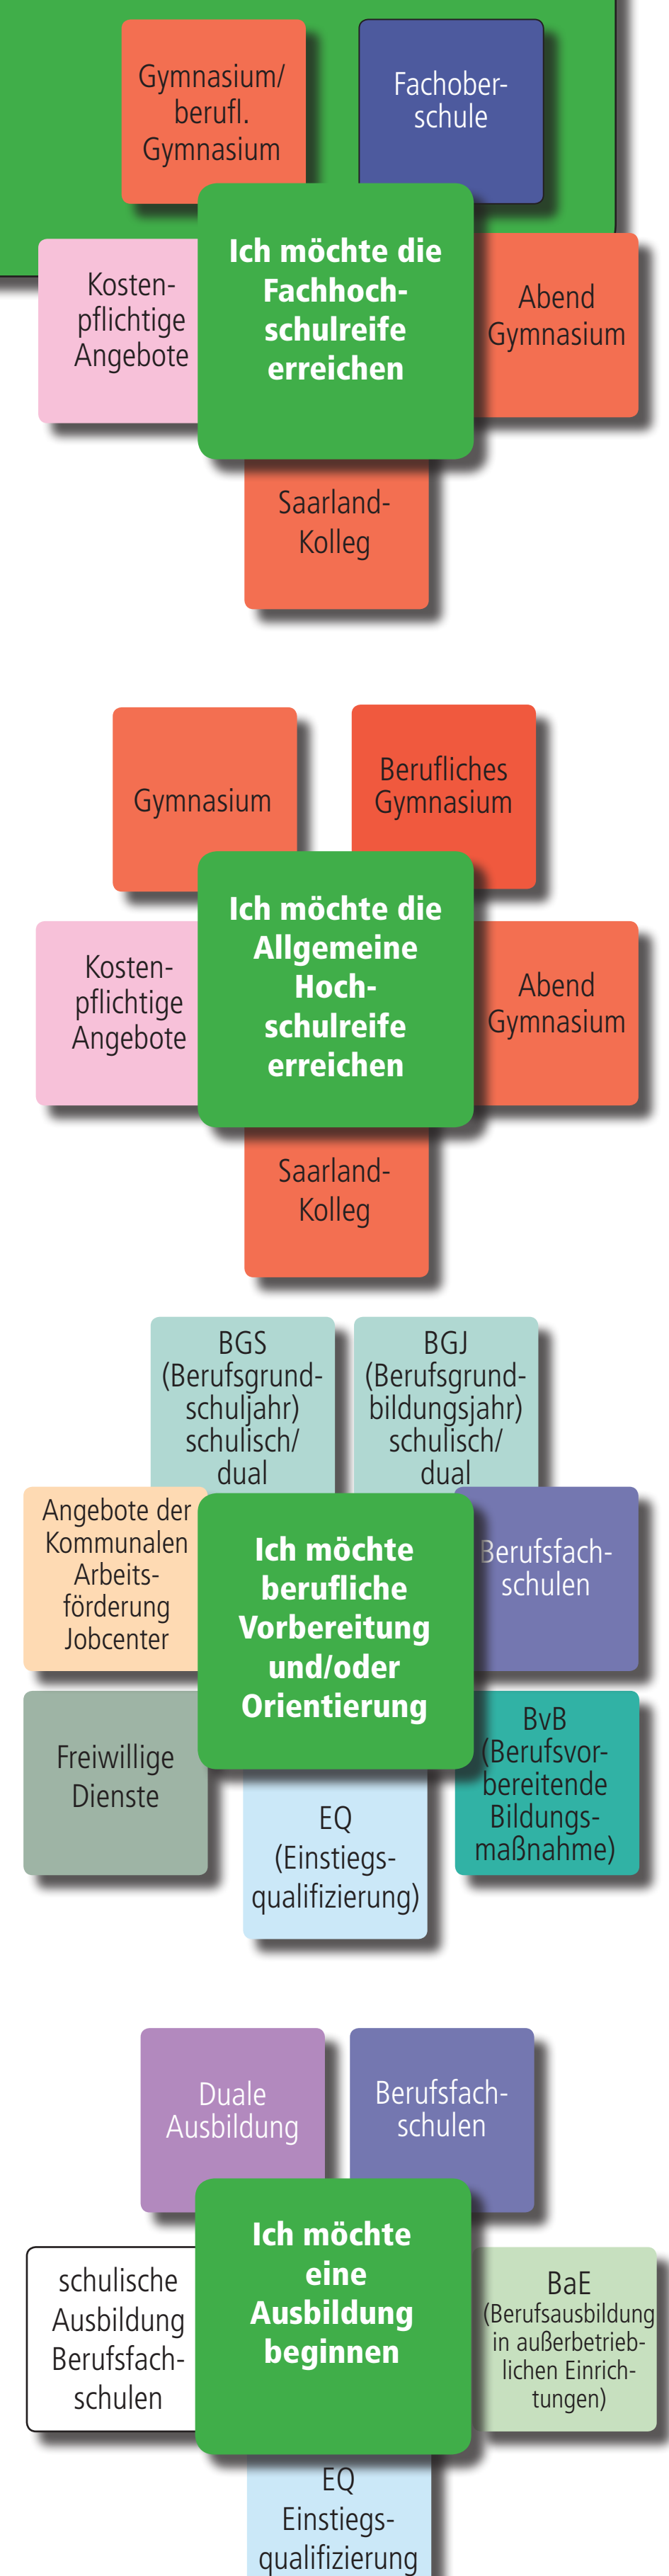 Gymnasium/
berufl.
Gymnasium
Fachober-
schule
Ich möchte die
Fachhoch-
schulreife
erreichen
Kosten-
pflichtige
Angebote
Abend
Gymnasium
Saarland-
Kolleg
Gymnasium
Berufliches
Gymnasium
Ich möchte die
Allgemeine
Hoch-
schulreife
erreichen
Kosten-
pflichtige
Angebote
Abend
Gymnasium
Saarland-
Kolleg
BGS
(Berufsgrund-
schuljahr)
schulisch/
dual
BGJ
(Berufsgrund-
bildungsjahr)
schulisch/
dual
Angebote der
Kommunalen
Arbeits-
förderung
Jobcenter
Ich möchte
berufliche
Vorbereitung
und/oder
Orientierung
Berufsfach-
schulen
Freiwillige
Dienste
EQ
(Einstiegs-
qualifizierung)
BvB
(Berufsvor-
bereitende
Bildungs-
maßnahme)
Duale
Ausbildung
Berufsfach-
schulen
Ich möchte
eine
Ausbildung
beginnen
schulische
Ausbildung
Berufsfach-
schulen
BaE
(Berufsausbildung
in außerbetrieb-
lichen Einrich-
tungen)
EQ
Einstiegs-
qualifizierung